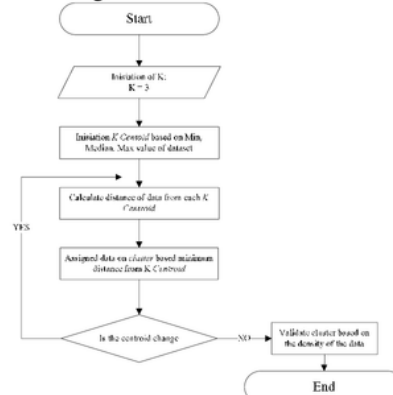 Start
Inisiation of K:
K = 3
Inisiation K Centroid based on Min,
Median, Max value of dataset
Calculate distance of data from each K
Centroid
YES
Assigned data on cluster based minimum
distance from K Centroid
Is the centroid change
NO
Validate cluster based on
the density of the data
End